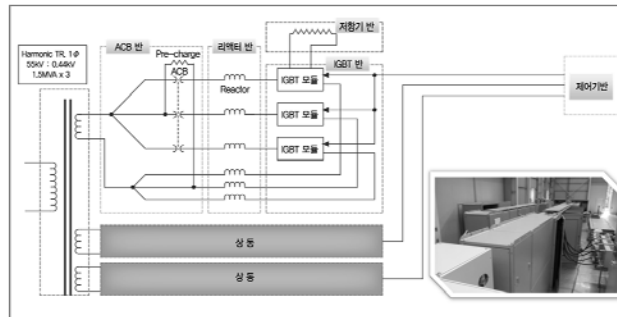 Harmonic TR. 1Φ
55kV : 0.44kV
1.5MVA x 3
ACB 반
Pre-charge
ACB
리액터 반
Reactor
저항기 반
IGBT 반
IGBT 모듈
IGBT 모듈
IGBT 모듈
제어기반
상 동
상 동